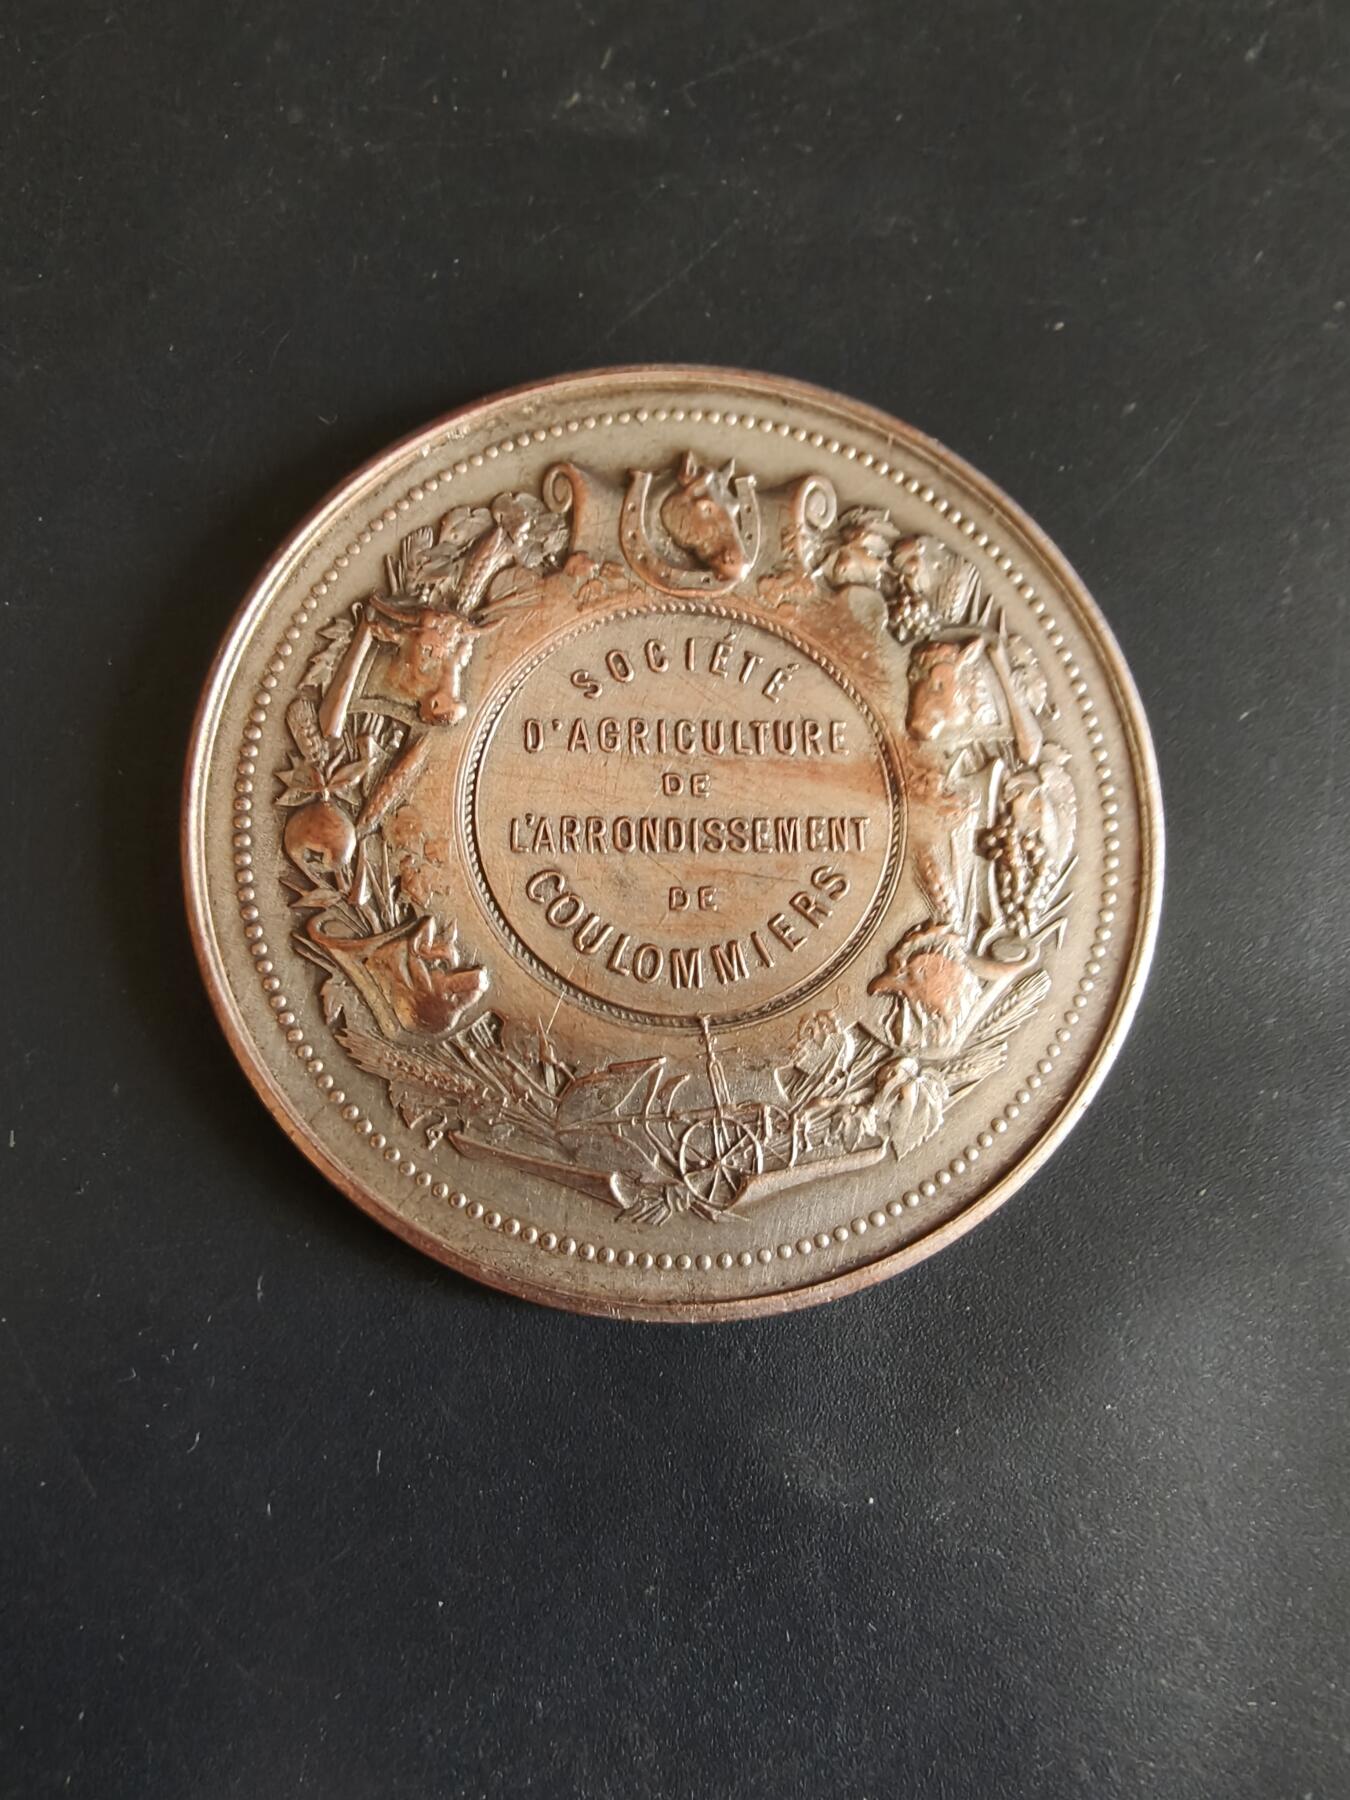 SOCIÉTÉ
D'AGRICULTURE
DE
L'ARRONDISSEMENT
DE
COULOMMIERS